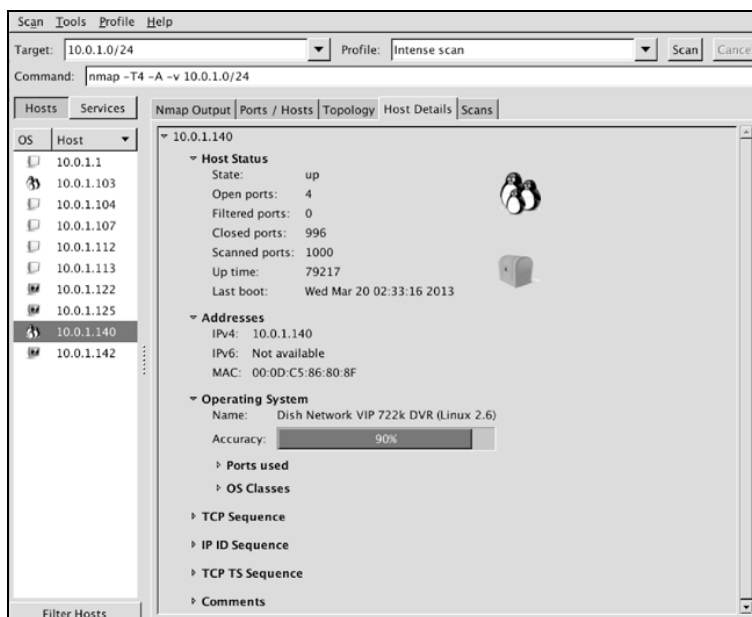 Scan Tools Profile Help
Target: 10.0.1.0/24 Profile: Intense scan Scan Cance
Command: nmap -T4 -A -v 10.0.1.0/24
Hosts Services
Nmap Output Ports / Hosts Topology Host Details Scans
OS Host
10.0.1.1
10.0.1.103
10.0.1.104
10.0.1.107
10.0.1.112
10.0.1.113
10.0.1.122
10.0.1.125
10.0.1.140
10.0.1.142
Filter Hosts
10.0.1.140
Host Status
State: up
Open ports: 4
Filtered ports: 0
Closed ports: 996
Scanned ports: 1000
Up time: 79217
Last boot: Wed Mar 20 02:33:16 2013
Addresses
IPv4: 10.0.1.140
IPv6: Not available
MAC: 00:0D:C5:86:80:8F
Operating System
Name: Dish Network VIP 722k DVR (Linux 2.6)
Accuracy: 90%
Ports used
OS Classes
TCP Sequence
IP ID Sequence
TCP TS Sequence
Comments